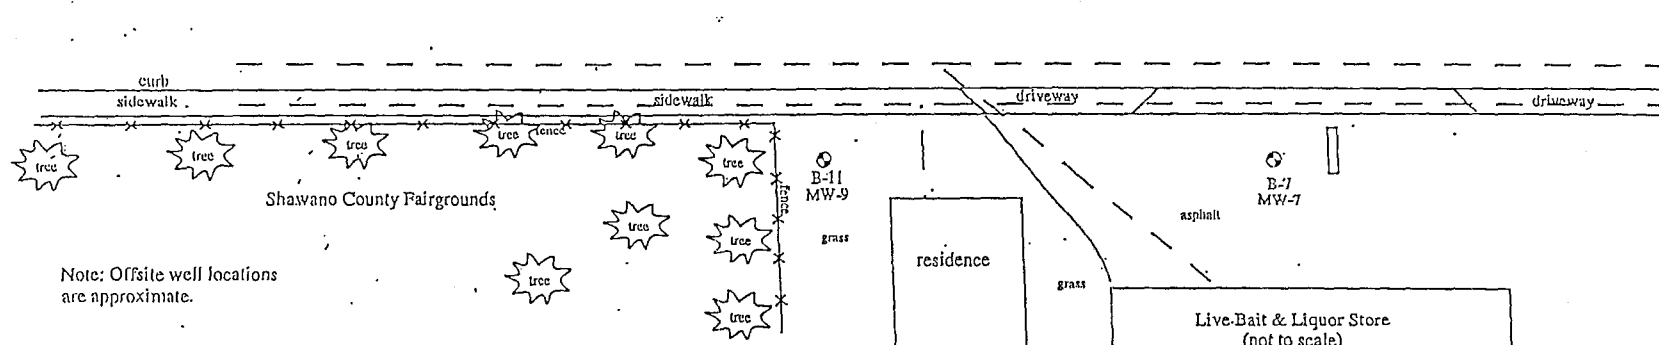 curb
sidewalk
sidewalk
driveway
driveway
tree
tree
tree
tree
fence
tree
tree
fence
B-11
MW-9
B-7
MW-7
Shawano County Fairgrounds
asphalt
tree
tree
grass
residence
Note: Offsite well locations
are approximate.
tree
grass
tree
Live Bait & Liquor Store
(not to scale)